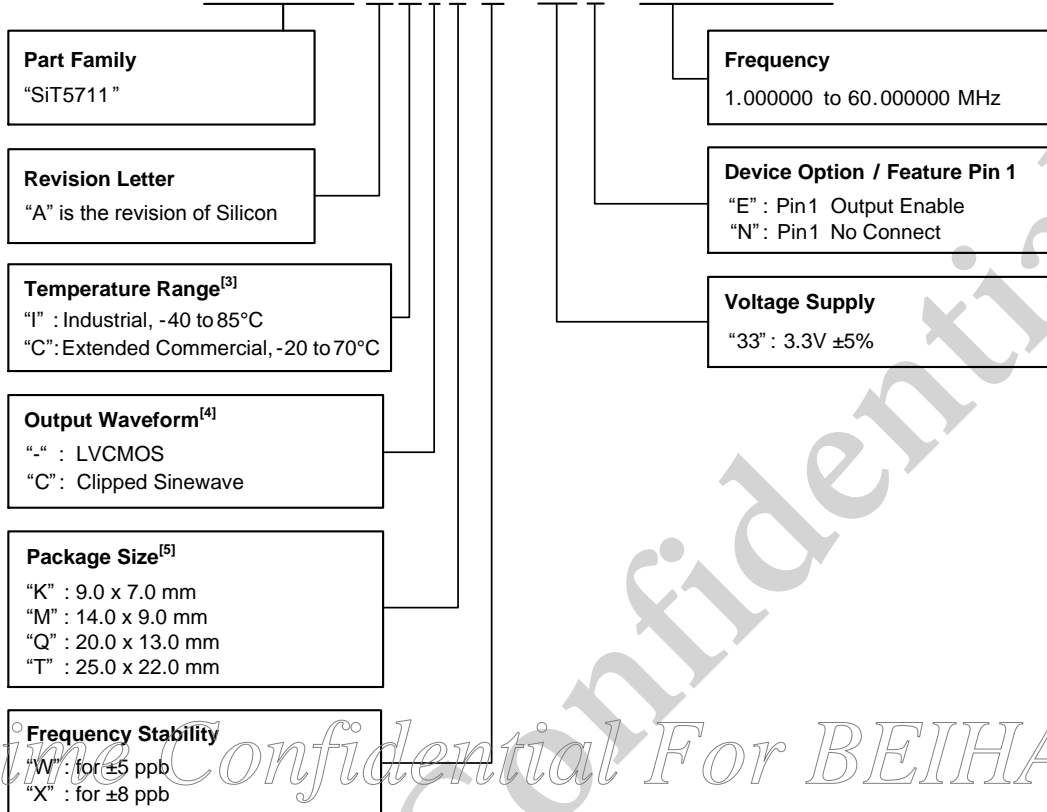 Part Family
“SiT5711”
Revision Letter
“A” is the revision of Silicon
Temperature Range[3]
“I” : Industrial, -40 to 85°C
“C”: Extended Commercial, -20 to 70°C
Output Waveform[4]
“-“ : LVCMOS
“C”: Clipped Sinewave
Package Size[5]
“K” : 9.0 x 7.0 mm
“M” : 14.0 x 9.0 mm
“Q” : 20.0 x 13.0 mm
“T” : 25.0 x 22.0 mm
Frequency Stability
“W”: for ±5 ppb
“X” : for ±8 ppb
Frequency
1.000000 to 60.000000 MHz
Device Option / Feature Pin 1
“E” : Pin1 Output Enable
“N”: Pin1 No Connect
Voltage Supply
“33”: 3.3V ±5%
Confidential For
Confidential